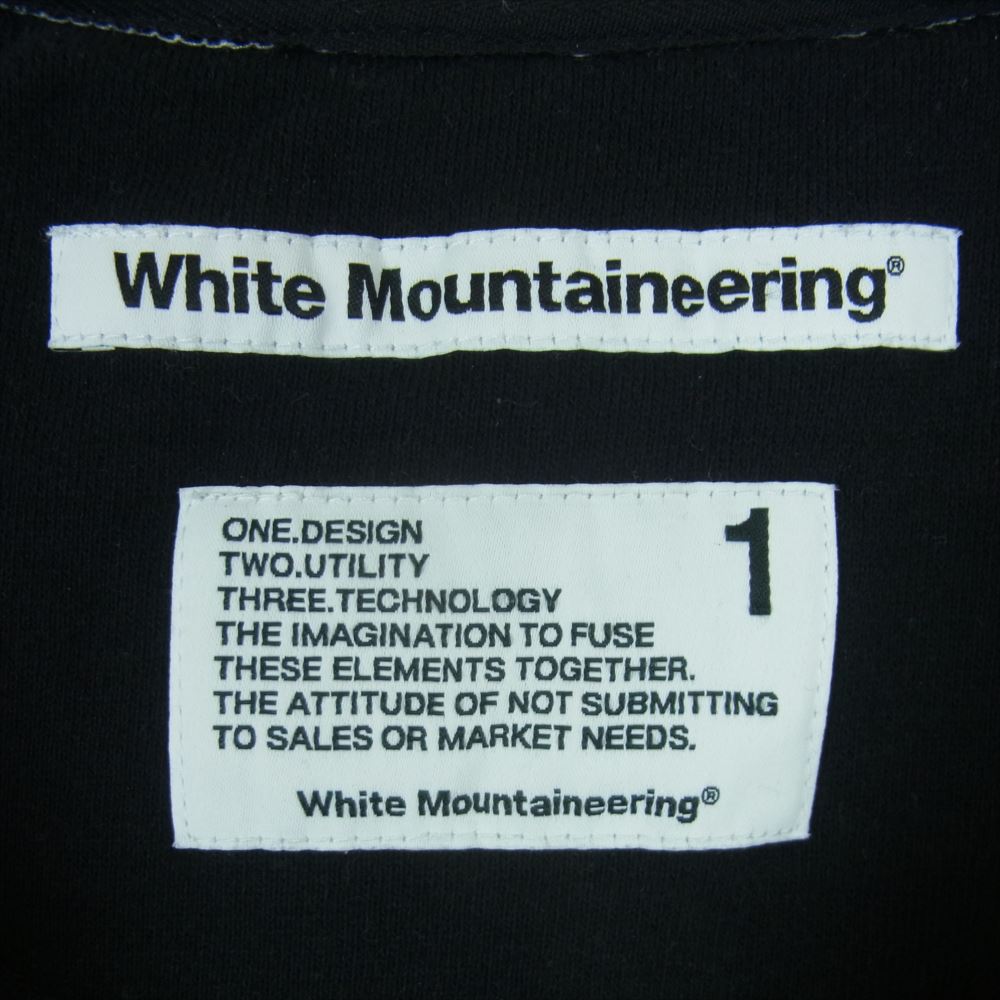 White Mountaineering®
1
ONE.DESIGN
TWO.UTILITY
THREE.TECHNOLOGY
THE IMAGINATION TO FUSE
THESE ELEMENTS TOGETHER.
THE ATTITUDE OF NOT SUBMITTING
TO SALES OR MARKET NEEDS.
White Mountaineering®